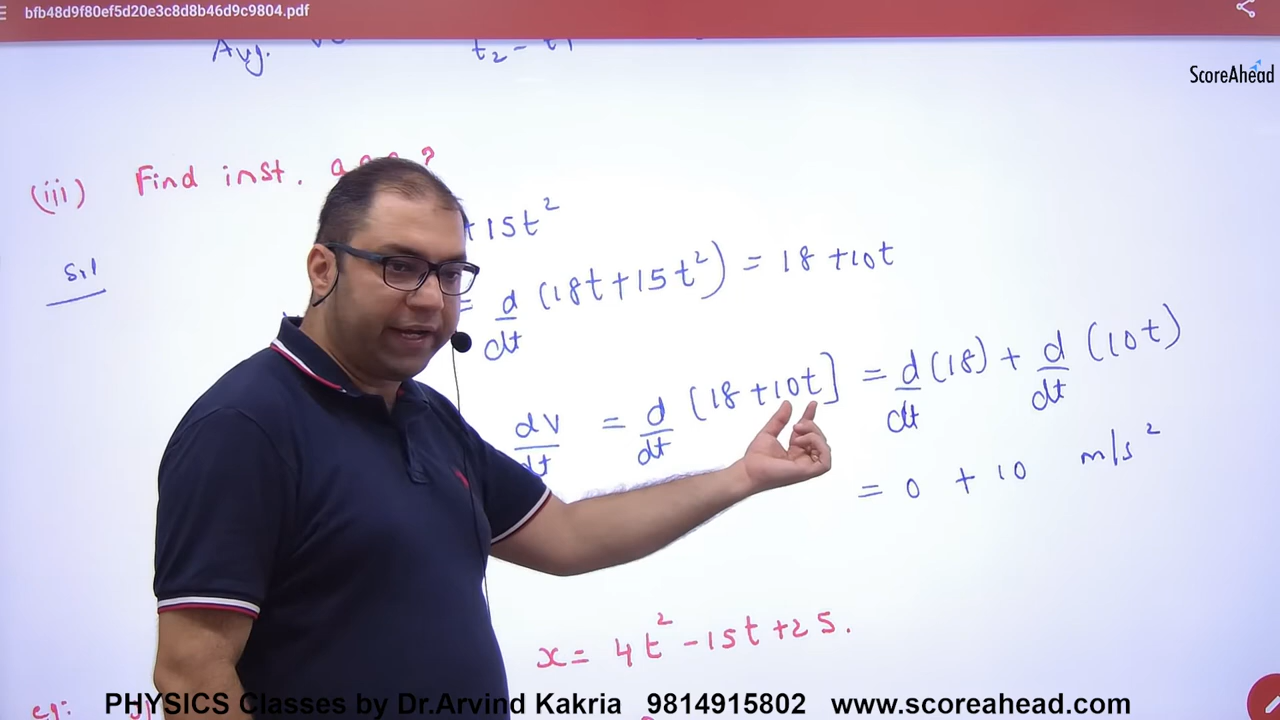 bfb48d9f80ef5d20e3c8d8b46d9c9804.pdf
ScoreAhead
Avg. t₂ - t₁
(iii) Find inst.
Sol
+ 15t²
= d/dt (18t + 15t²) = 18 + 10t
dv/dt = d/dt [18 + 10t] = d/dt (18) + d/dt (10t)
= 0 + 10 m/s²
x = 4t² - 15t + 25.
eg:
PHYSICS Classes by Dr.Arvind Kakria 9814915802 www.scoreahead.com